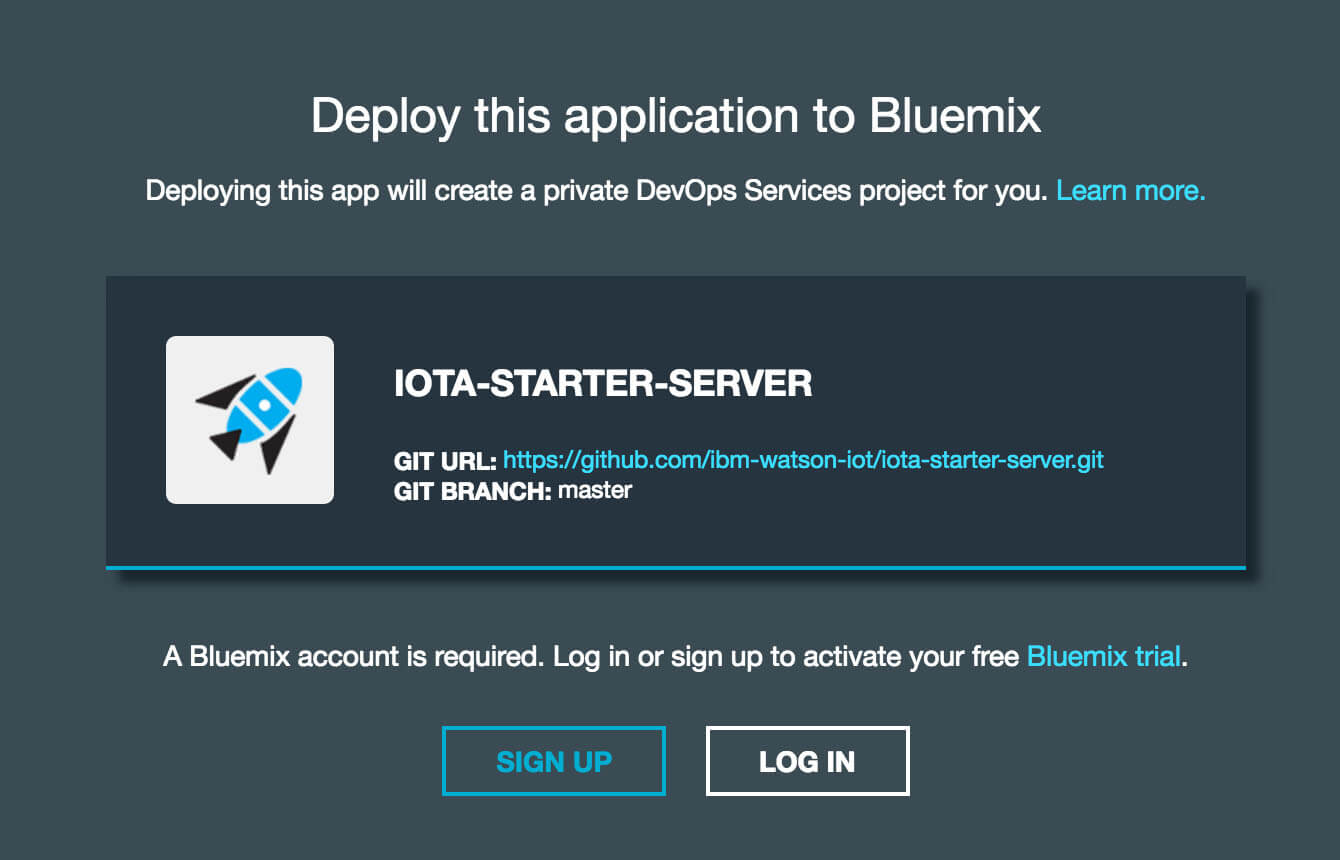 Deploy this application to Bluemix
Deploying this app will create a private DevOps Services project for you. Learn more.
IOTA-STARTER-SERVER
GIT URL: https://github.com/ibm-watson-iot/iota-starter-server.git
GIT BRANCH: master
A Bluemix account is required. Log in or sign up to activate your free Bluemix trial.
SIGN UP LOG IN